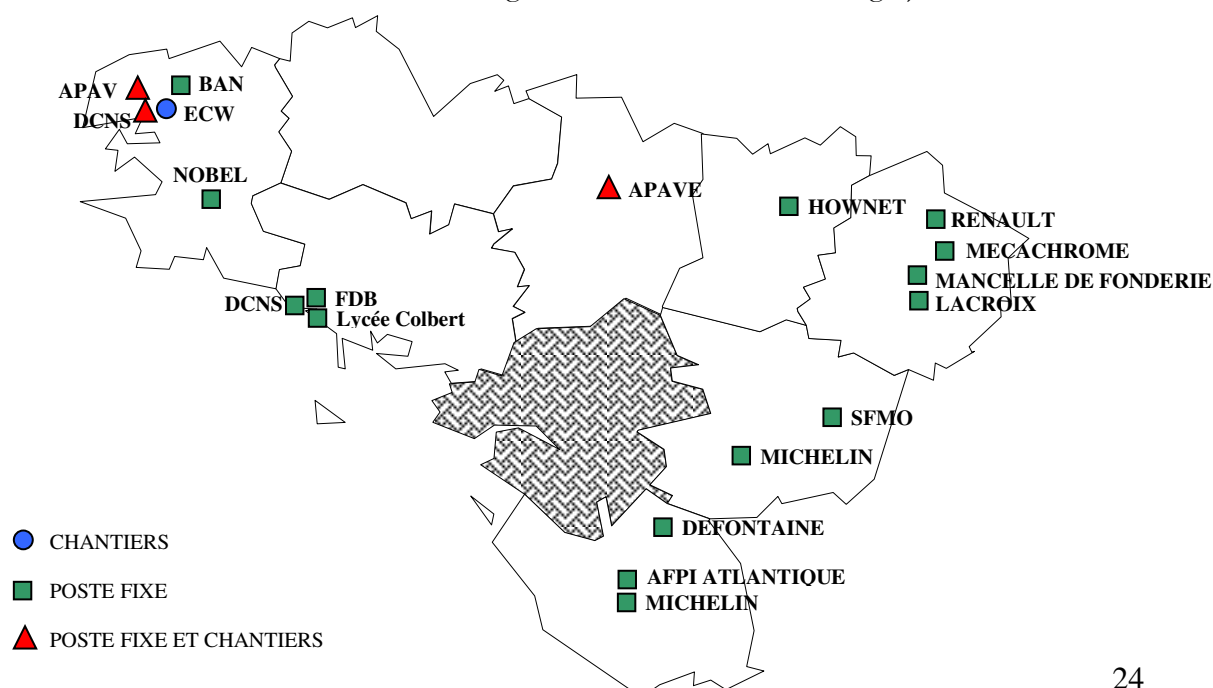 APAV
BAN
DCNS
ECW
NOBEL
APAVE
HOWNET
RENAULT
MECACHROME
MANCELLE DE FONDERIE
LACROIX
DCNS
FDB
Lycée Colbert
SFMO
MICHELIN
DEFONTAINE
AFPI ATLANTIQUE
MICHELIN
CHANTIERS
POSTE FIXE
POSTE FIXE ET CHANTIERS
24